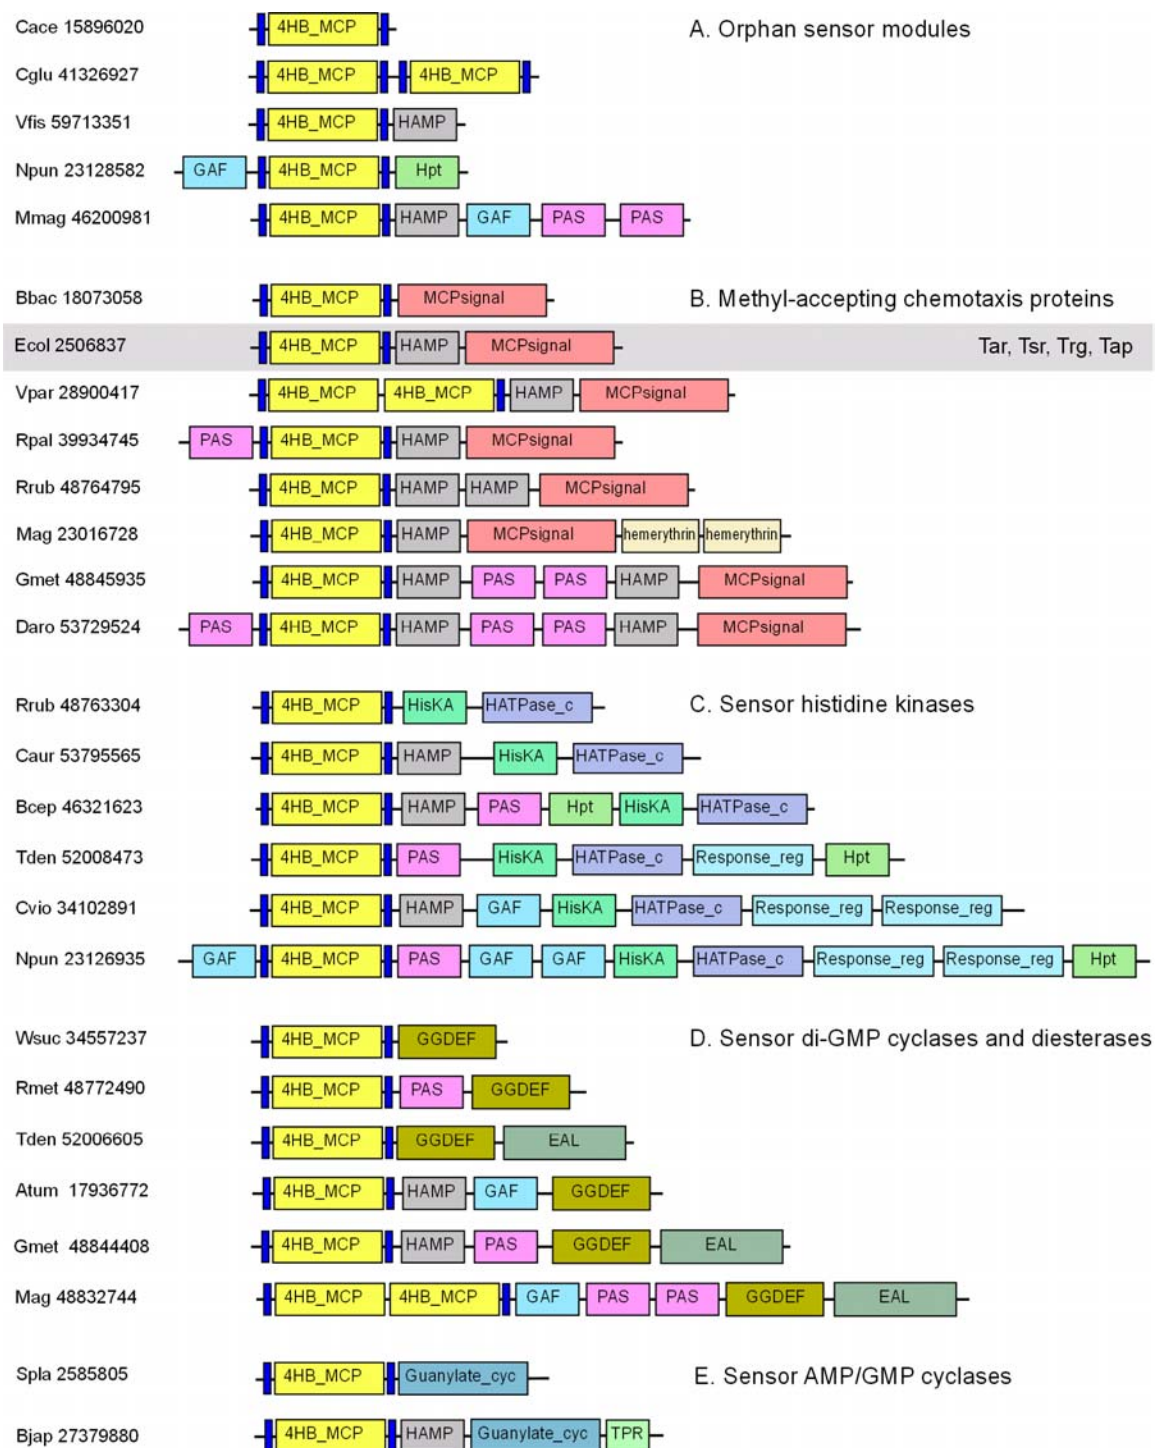 Cace 15896020 4HB_MCP A. Orphan sensor modules
Cglu 41326927 4HB_MCP 4HB_MCP
Vfis 59713351 4HB_MCP HAMP
Npun 23128582 GAF 4HB_MCP Hpt
Mmag 46200981 4HB_MCP HAMP GAF PAS PAS
Bbac 18073058 4HB_MCP MCPsignal B. Methyl-accepting chemotaxis proteins
Ecol 2506837 4HB_MCP HAMP MCPsignal Tar, Tsr, Trg, Tap
Vpar 28900417 4HB_MCP 4HB_MCP HAMP MCPsignal
Rpal 39934745 PAS 4HB_MCP HAMP MCPsignal
Rrub 48764795 4HB_MCP HAMP HAMP MCPsignal
Mag 23016728 4HB_MCP HAMP MCPsignal hemerythrin hemerythrin
Gmet 48845935 4HB_MCP HAMP PAS PAS HAMP MCPsignal
Daro 53729524 PAS 4HB_MCP HAMP PAS PAS HAMP MCPsignal
Rrub 48763304 4HB_MCP HisKA HATPase_c C. Sensor histidine kinases
Caur 53795565 4HB_MCP HAMP HisKA HATPase_c
Bcep 46321623 4HB_MCP HAMP PAS Hpt HisKA HATPase_c
Tden 52008473 4HB_MCP PAS HisKA HATPase_c Response_reg Hpt
Cvio 34102891 4HB_MCP HAMP GAF HisKA HATPase_c Response_reg Response_reg
Npun 23126935 GAF 4HB_MCP PAS GAF GAF HisKA HATPase_c Response_reg Response_reg Hpt
Wsuc 34557237 4HB_MCP GGDEF D. Sensor di-GMP cyclases and diesterases
Rmet 48772490 4HB_MCP PAS GGDEF
Tden 52006605 4HB_MCP GGDEF EAL
Atum 17936772 4HB_MCP HAMP GAF GGDEF
Gmet 48844408 4HB_MCP HAMP PAS GGDEF EAL
Mag 48832744 4HB_MCP 4HB_MCP GAF PAS PAS GGDEF EAL
Spla 2585805 4HB_MCP Guanylate_cyc E. Sensor AMP/GMP cyclases
Bjap 27379880 4HB_MCP HAMP Guanylate_cyc TPR